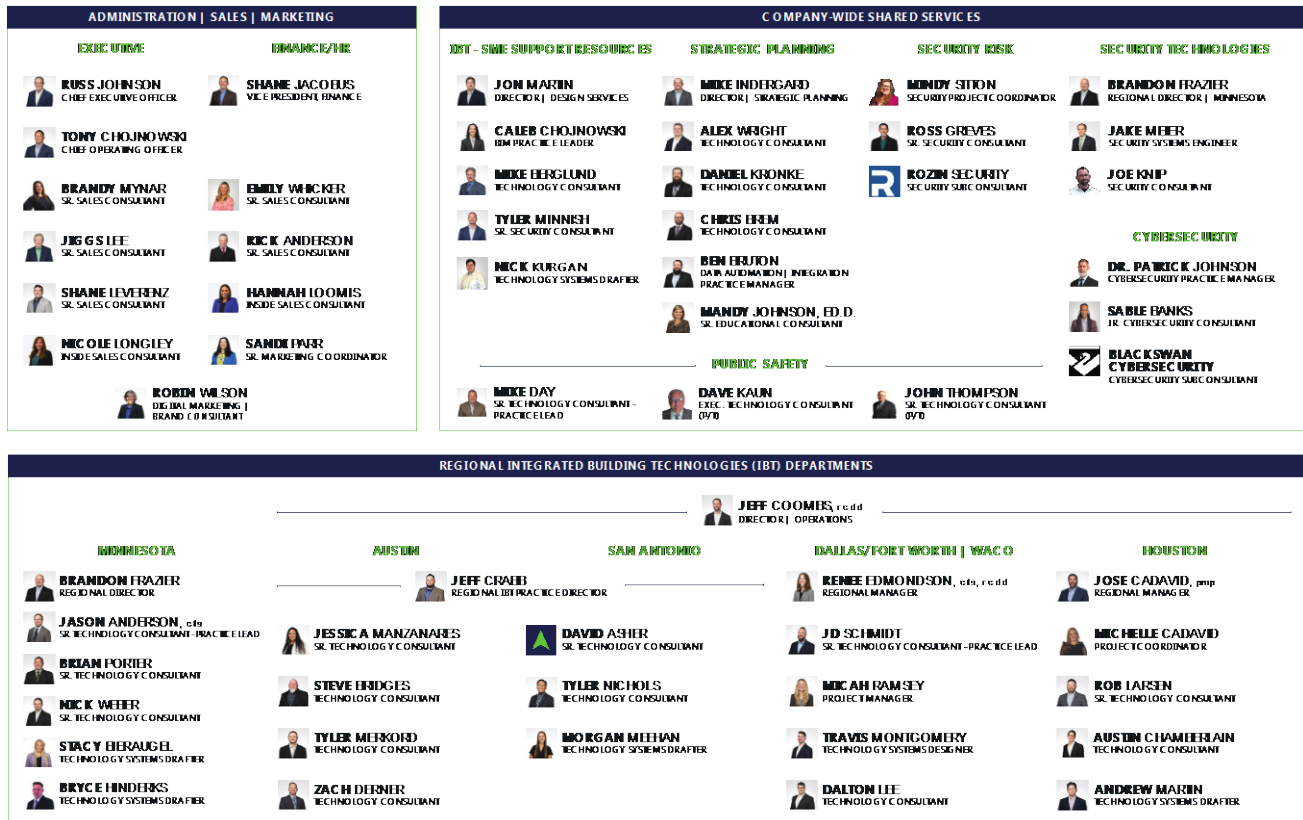 ADMINISTRATION | SALES | MARKETING
EXECUTIVE
FINANCE/HR
RUSS JOHNSON
CHIEF EXECUTIVE OFFICER
SHANE JACOBUS
VICE PRESIDENT, FINANCE
TONY CHOJNOWSKI
CHIEF OPERATING OFFICER
BRANDY MYNAR
SR. SALES CONSULTANT
EMILY WHICKER
SR. SALES CONSULTANT
JIGGS LEE
SR. SALES CONSULTANT
RICK ANDERSON
SR. SALES CONSULTANT
SHANE LEVERENZ
SR. SALES CONSULTANT
HANNAH LOOMIS
INSIDE SALES CONSULTANT
NICOLE LONGLEY
INSIDE SALES CONSULTANT
SANDI PARR
SR. MARKETING COORDINATOR
ROBIN WILSON
DIGITAL MARKETING |
BRAND CONSULTANT
COMPANY-WIDE SHARED SERVICES
IBT - SME SUPPORT RESOURCES
JON MARTIN
DIRECTOR | DESIGN SERVICES
CALEB CHOJNOWSKI
BIM PRACTICE LEADER
MIKE BERGLUND
TECHNOLOGY CONSULTANT
TYLER MINNISH
SR. SECURITY CONSULTANT
NICK KURGAN
TECHNOLOGY SYSTEMS DRAFTER
STRATEGIC PLANNING
MIKE INDERGARD
DIRECTOR | STRATEGIC PLANNING
ALEX WRIGHT
TECHNOLOGY CONSULTANT
DANIEL KRONKE
TECHNOLOGY CONSULTANT
CHRIS BREM
TECHNOLOGY CONSULTANT
BEN BRUTON
DATA AUTOMATION | INTEGRATION
PRACTICE MANAGER
MANDY JOHNSON, ED.D.
SR. EDUCATIONAL CONSULTANT
SECURITY RISK
MINDY SITTON
SECURITY PROJECT COORDINATOR
ROSS GREVES
SR. SECURITY CONSULTANT
R
ROZIN SECURITY
SECURITY SUBCONSULTANT
SECURITY TECHNOLOGIES
BRANDON FRAZIER
REGIONAL DIRECTOR | MINNESOTA
JAKE MEIER
SECURITY SYSTEMS ENGINEER
JOE KNIP
SECURITY CONSULTANT
CYBERSECURITY
DR. PATRICK JOHNSON
CYBERSECURITY PRACTICE MANAGER
SABLE BANKS
JR. CYBERSECURITY CONSULTANT
BLACKSWAN
CYBERSECURITY
CYBERSECURITY SUBCONSULTANT
PUBLIC SAFETY
MIKE DAY
SR. TECHNOLOGY CONSULTANT -
PRACTICE LEAD
DAVE KAUN
EXEC. TECHNOLOGY CONSULTANT
(PVT)
JOHN THOMPSON
SR. TECHNOLOGY CONSULTANT
(PVT)
REGIONAL INTEGRATED BUILDING TECHNOLOGIES (IBT) DEPARTMENTS
JEFF COOMBS, rcdd
DIRECTOR | OPERATIONS
MINNESOTA
BRANDON FRAZIER
REGIONAL DIRECTOR
JASON ANDERSON, cts
SR. TECHNOLOGY CONSULTANT - PRACTICE LEAD
BRIAN PORTER
SR. TECHNOLOGY CONSULTANT
NICK WEBER
SR. TECHNOLOGY CONSULTANT
STACY BIERAUGEL
TECHNOLOGY SYSTEMS DRAFTER
BRYCE HINDERKS
TECHNOLOGY SYSTEMS DRAFTER
AUSTIN
SAN ANTONIO
JEFF CRABB
REGIONAL IBT PRACTICE DIRECTOR
JESSICA MANZANARES
SR. TECHNOLOGY CONSULTANT
STEVE BRIDGES
TECHNOLOGY CONSULTANT
TYLER MERKORD
TECHNOLOGY CONSULTANT
ZACH DERNER
TECHNOLOGY CONSULTANT
DAVID ASHER
SR. TECHNOLOGY CONSULTANT
TYLER NICHOLS
TECHNOLOGY CONSULTANT
MORGAN MEEHAN
TECHNOLOGY SYSTEMS DRAFTER
DALLAS/FORT WORTH | WACO
RENEE EDMONDSON, cts, rcdd
REGIONAL MANAGER
JD SCHMIDT
SR. TECHNOLOGY CONSULTANT - PRACTICE LEAD
MICAH RAMSEY
PROJECT MANAGER
TRAVIS MONTGOMERY
TECHNOLOGY SYSTEMS DESIGNER
DALTON LEE
TECHNOLOGY CONSULTANT
HOUSTON
JOSE CADAVID, pmp
REGIONAL MANAGER
MICHELLE CADAVID
PROJECT COORDINATOR
ROB LARSEN
SR. TECHNOLOGY CONSULTANT
AUSTIN CHAMBERLAIN
TECHNOLOGY CONSULTANT
ANDREW MARTIN
TECHNOLOGY SYSTEMS DRAFTER